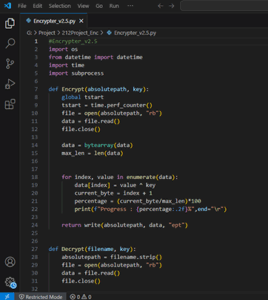 File Edit Selection View Go Run
Encrypter_v2.5.py
G: > Project > 212Project_Enc > Encrypter_v2.5.py
1 #Encrypter_v2.5
2 import os
3 from datetime import datetime
4 import time
5 import subprocess
6
7 def Encrypt(absolutepath, key):
8 global tstart
9 tstart = time.perf_counter()
10 file = open(absolutepath, "rb")
11 data = file.read()
12 file.close()
13
14 data = bytearray(data)
15 max_len = len(data)
16
17
18 for index, value in enumerate(data):
19 data[index] = value ^ key
20 current_byte = index + 1
21 percentage = (current_byte/max_len)*100
22 print(f"Progress : {percentage:.2f}%",end="\r")
23
24 return write(absolutepath, data, "ept")
25
26
27 def Decrypt(filename, key):
28 absolutepath = filename.strip()
29 file = open(absolutepath, "rb")
30 data = file.read()
31 file.close()
32
Restricted Mode 0 0